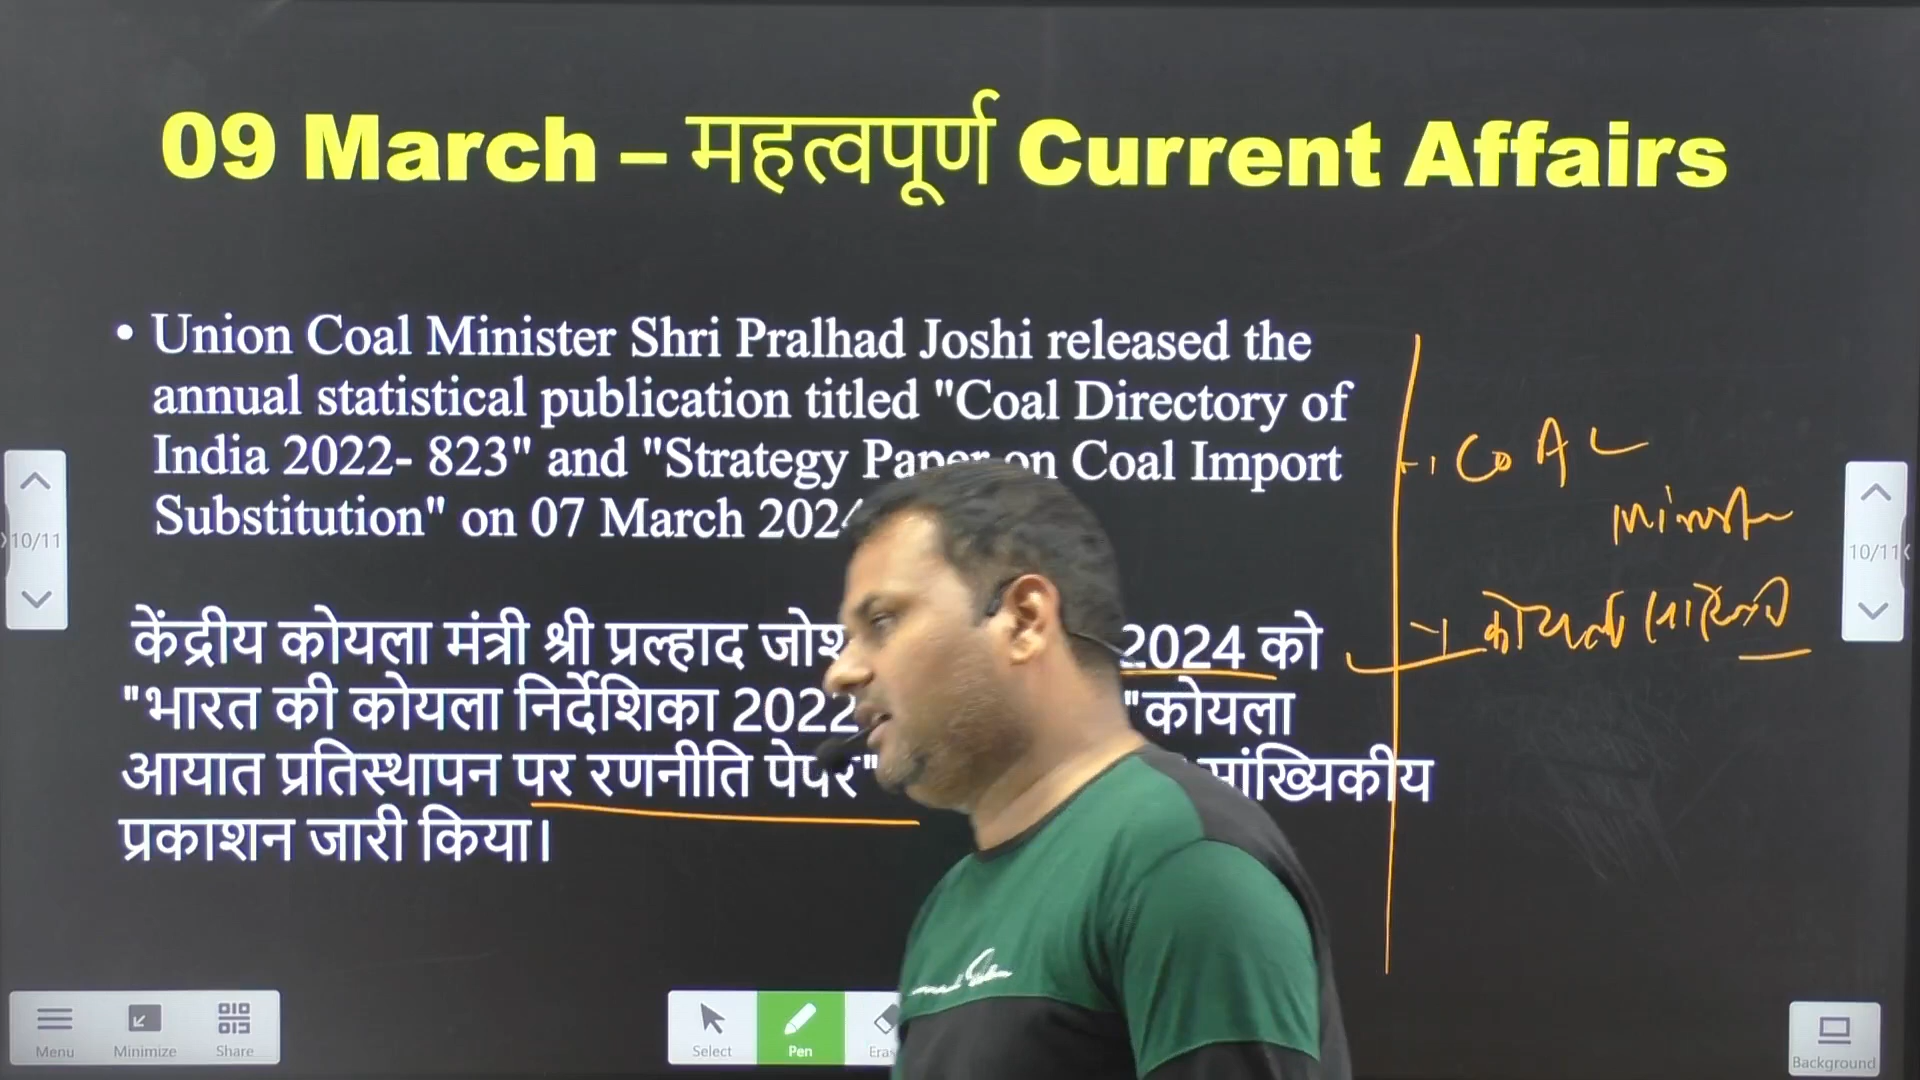 09 March – महत्वपूर्ण Current Affairs
• Union Coal Minister Shri Pralhad Joshi released the
annual statistical publication titled "Coal Directory of
India 2022- 823" and "Strategy Paper on Coal Import
Substitution" on 07 March 2024
केंद्रीय कोयला मंत्री श्री प्रल्हाद 2024 को
"भारत की कोयला निर्देशिका 2022 "कोयला
आयात प्रतिस्थापन पर रणनीति पेपर" सांख्यिकीय
प्रकाशन जारी किया।
COAL
कोयला
10/11
10/11
Menu
Minimize
Share
Select
Pen
Background